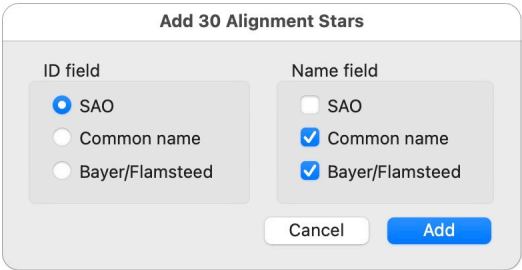 Add 30 Alignment Stars
ID field
SAO
Common name
Bayer/Flamsteed
Name field
SAO
Common name
Bayer/Flamsteed
Cancel
Add